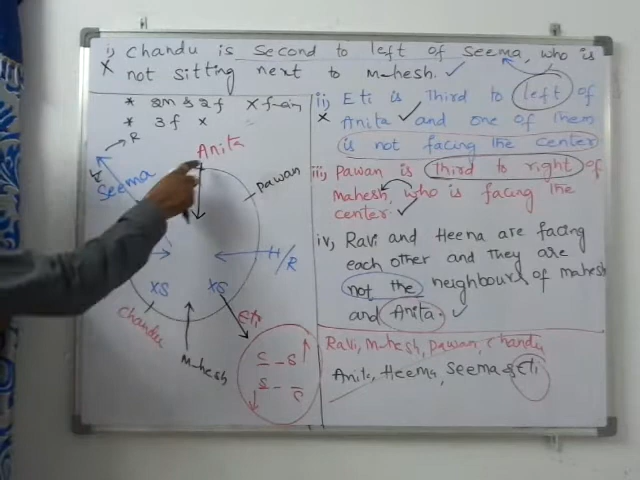 i, Chandu is second to left of Seema, who is
X not sitting next to Mahesh. ✓
* 2m & 2f X f-ain
* 3f X
→ R
L
Seema
Anita
Pawan
H/R
XS XS
Chandu
Mahesh
Eti
S - S
S - S
ii, Eti is Third to left of
X Anita ✓ and one of them
is not facing the center
iii, Pawan is Third to right of
Mahesh, who is facing the
center. ✓
iv, Ravi and Heena are facing
each other and They are
not the neighbours of mahesh
and Anita. ✓
Ravi, Mahesh, Pawan, Chandu
Anita, Heema, Seema & Eti